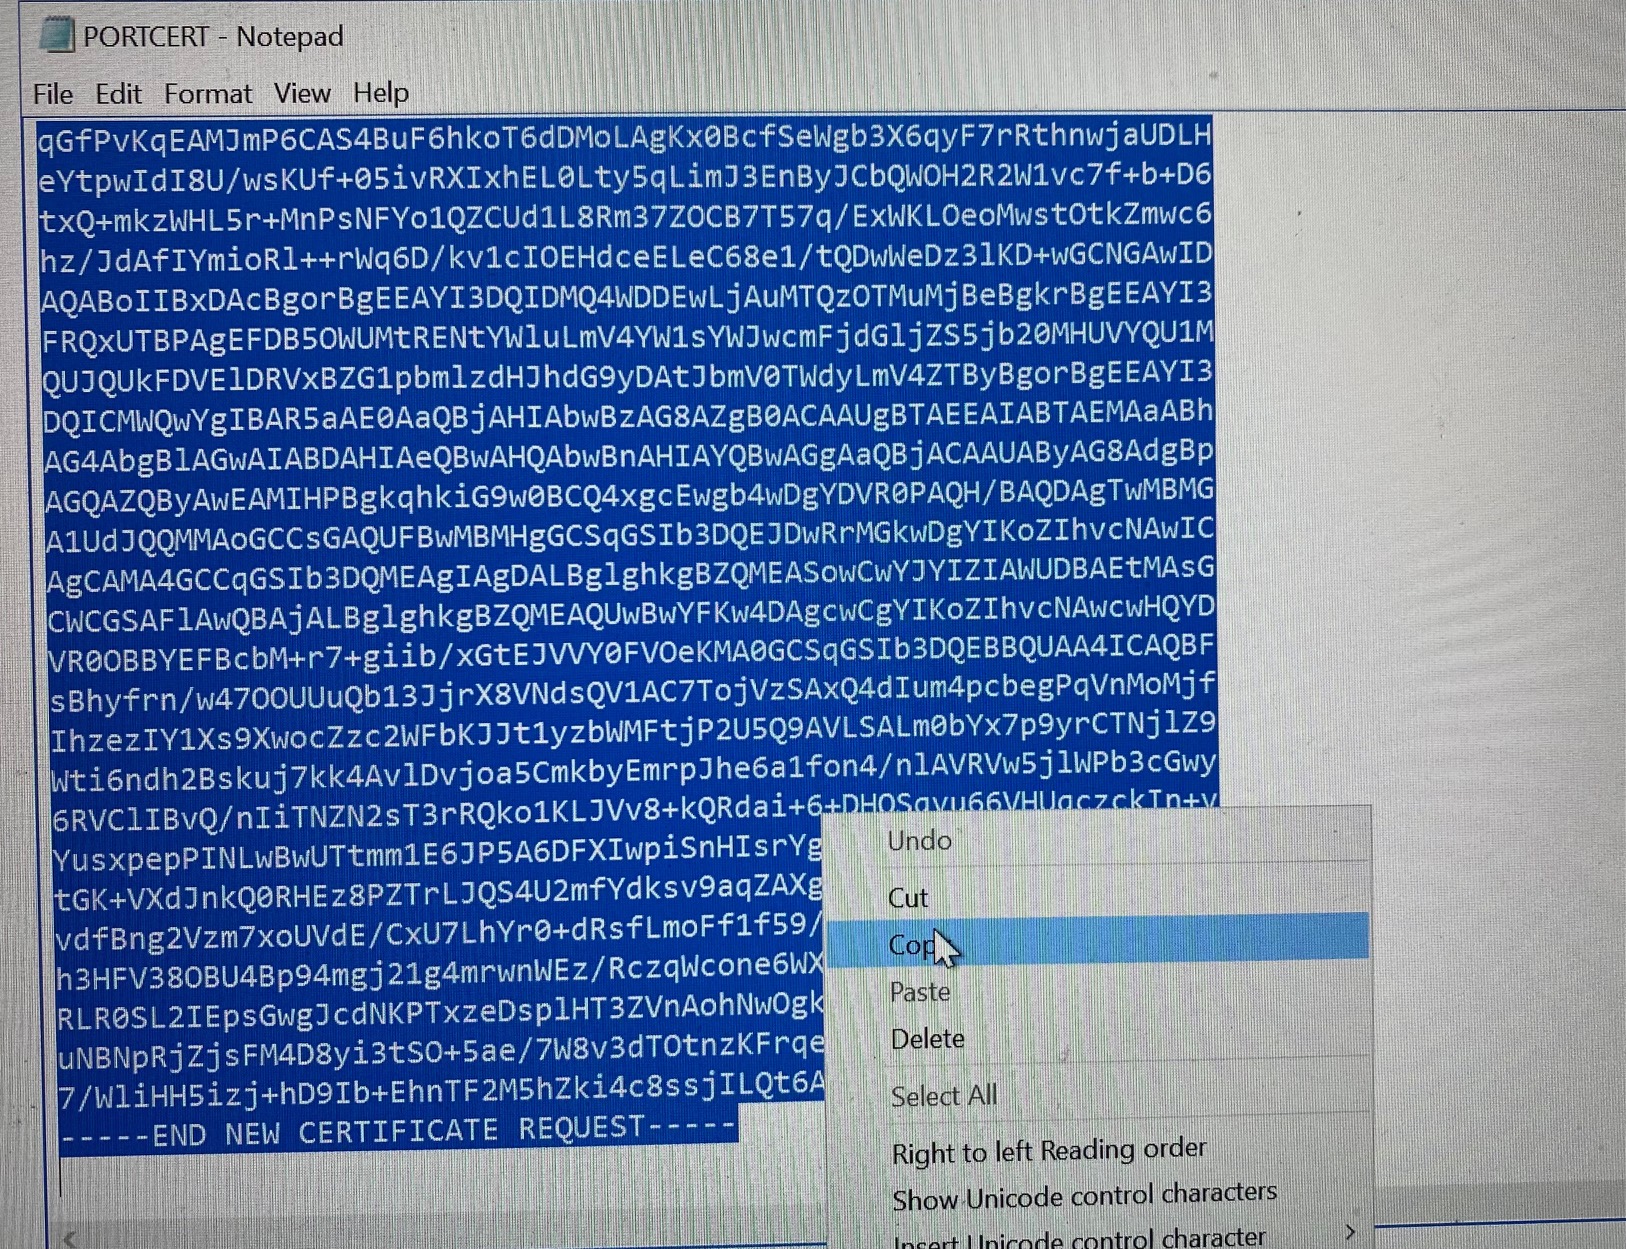 PORTCERT - Notepad
File Edit Format View Help
qGfPvKqEAMJmP6CAS4BuF6hkoT6dDMoLAgKx0BcfSeWgb3X6qyF7rRthnwjaUDLH
eYtpwIdI8U/wsKUf+05ivRXIxhEL0Lty5qLimJ3EnByJCbQWOH2R2W1vc7f+b+D6
txQ+mkzWHL5r+MnPsNFYo1QZCUd1L8Rm37ZOCB7T57q/ExWKLOeoMwstOtkZmwc6
hz/JdAfIYmioRl++rWq6D/kv1cIOEHdceELeC68e1/tQDwWeDz3lKD+wGCNGAwID
AQABoIIBxDAcBgorBgEEAYI3DQIDMQ4WDDEwLjAuMTQzOTMuMjBeBgkrBgEEAYI3
FRQxUTBPAgEFDB5OWUMtRENtYWluLmV4YW1sYWJwcmFjdGljZS5jb20MHUVYQU1M
QUJQUkFDVElDRVxBZG1pbmlzdHJhdG9yDAtJbmV0TWdyLmV4ZTByBgorBgEEAYI3
DQICMWQwYgIBAR5aAE0AaQBjAHIAbwBzAG8AZgB0ACAAUgBTAEEAIABTAEMAaABh
AG4AbgBlAGwAIABDAHIAeQBwAHQAbwBnAHIAYQBwAGgAaQBjACAAUAByAG8AdgBp
AGQAZQByAwEAMIHPBgkqhkiG9w0BCQ4xgcEwgb4wDgYDVR0PAQH/BAQDAgTwMBMG
A1UdJQQMMAoGCCsGAQUFBwMBMHgGCSqGSIb3DQEJDwRrMGkwDgYIKoZIhvcNAwIC
AgCAMA4GCCqGSIb3DQMEAgIAgDALBglghkgBZQMEASowCwYJYIZIAWUDBAEtMAsG
CWCGSAFlAwQBAjALBglghkgBZQMEAQUwBwYFKw4DAgcwCgYIKoZIhvcNAwcwHQYD
VR0OBBYEFBcbM+r7+giib/xGtEJVVY0FVOeKMA0GCSqGSIb3DQEBBQUAA4ICAQBF
sBhyfrn/w47OOUUuQb13JjrX8VNdsQV1AC7TojVzSAxQ4dIum4pcbegPqVnMoMjf
IhzezIY1Xs9XwocZzc2WFbKJJt1yzbWMFtjP2U5Q9AVLSALm0bYx7p9yrCTNjlZ9
Wti6ndh2Bskuj7kk4AvlDvjoa5CmkbyEmrpJhe6a1fon4/nlAVRVw5jlWPb3cGwy
6RVClIBvQ/nIiTNZN2sT3rRQko1KLJVv8+kQRdai+6+DHOSqvu66VHUqczckTn+v
YusxpepPINLwBwUTtmm1E6JP5A6DFXIwpiSnHIsrYg
tGK+VXdJnkQ0RHEz8PZTrLJQS4U2mfYdksv9aqZAXg
vdfBng2Vzm7xoUVdE/CxU7LhYr0+dRsfLmoFf1f59/
h3HFV38OBU4Bp94mgj21g4mrwnWEz/RczqWcone6WX
RLR0SL2IEpsGwgJcdNKPTxzeDsplHT3ZVnAohNwOgk
uNBNpRjZjsFM4D8yi3tSO+5ae/7W8v3dTOtnzKFrqe
7/WliHH5izj+hD9Ib+EhnTF2M5hZki4c8ssjILQt6A
-----END NEW CERTIFICATE REQUEST-----
Undo
Cut
Copy
Paste
Delete
Select All
Right to left Reading order
Show Unicode control characters
Insert Unicode control character